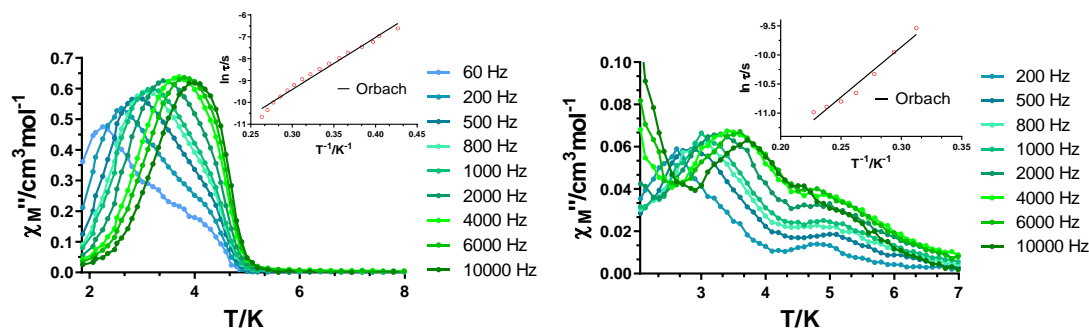 χM''/cm³mol⁻¹
0.7
0.6
0.5
0.4
0.3
0.2
0.1
0.0
2 4 6 8
T/K
ln τ/s
-6
-7
-8
-9
-10
-11
0.25 0.30 0.35 0.40 0.45
T⁻¹/K⁻¹
Orbach
60 Hz
200 Hz
500 Hz
800 Hz
1000 Hz
2000 Hz
4000 Hz
6000 Hz
10000 Hz
χM''/cm³mol⁻¹
0.10
0.08
0.06
0.04
0.02
0.00
3 4 5 6 7
T/K
ln τ/s
-9.5
-10.0
-10.5
-11.0
0.20 0.25 0.30 0.35
T⁻¹/K⁻¹
Orbach
200 Hz
500 Hz
800 Hz
1000 Hz
2000 Hz
4000 Hz
6000 Hz
10000 Hz